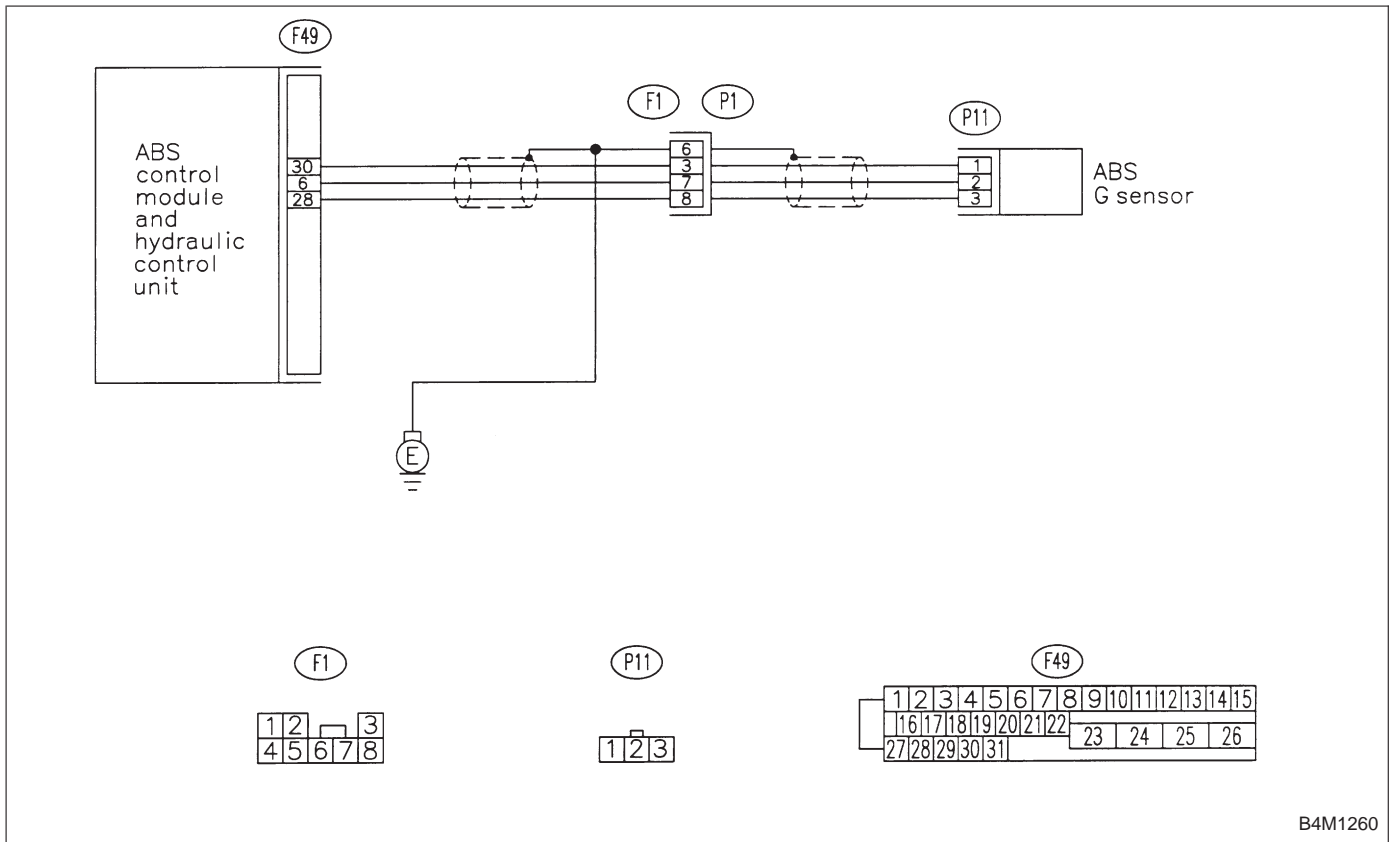 F49
F1 P1
P11
ABS
control
module
and
hydraulic
control
unit
30
6
28
6
3
7
8
1
2
3
ABS
G sensor
E
F1
1 2 3
4 5 6 7 8
P11
1 2 3
F49
1 2 3 4 5 6 7 8 9 10 11 12 13 14 15
16 17 18 19 20 21 22
23 24 25 26
27 28 29 30 31
B4M1260